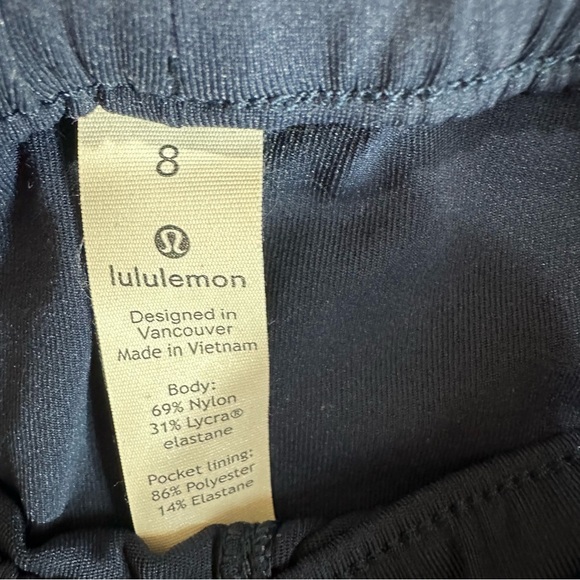 8
lululemon
Designed in
Vancouver
Made in Vietnam
Body:
69% Nylon
31% Lycra®
elastane
Pocket lining:
86% Polyester
14% Elastane